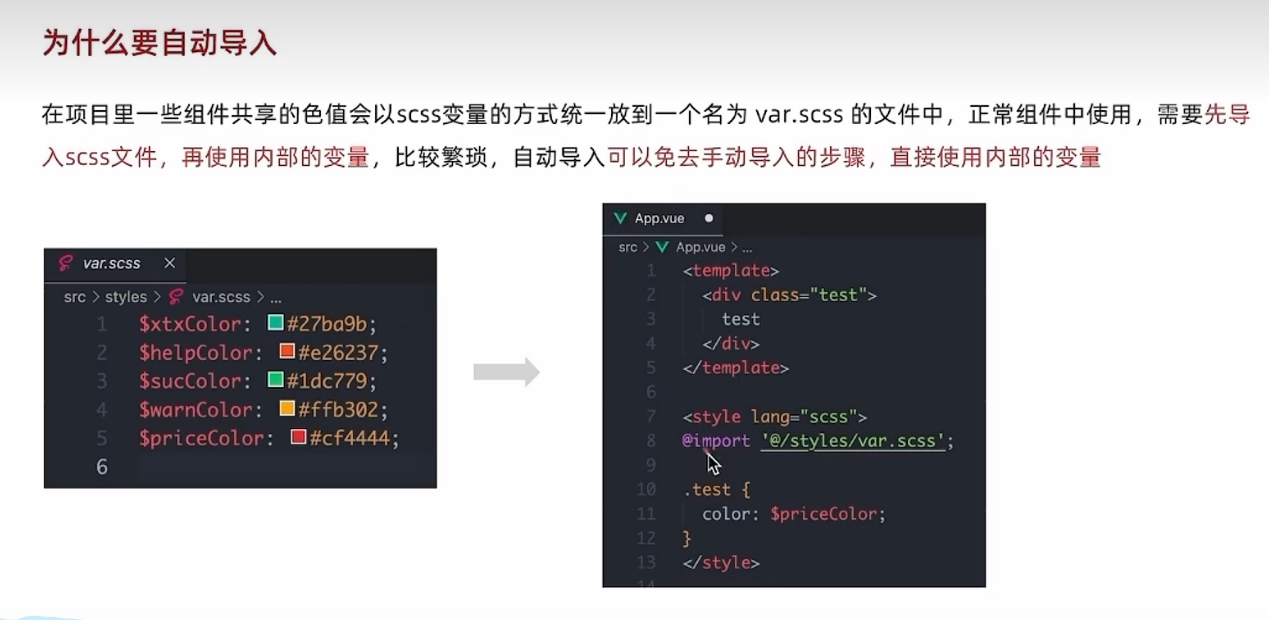 为什么要自动导入
在项目里一些组件共享的色值会以scss变量的方式统一放到一个名为 var.scss 的文件中，正常组件中使用，需要先导
入scss文件，再使用内部的变量，比较繁琐，自动导入可以免去手动导入的步骤，直接使用内部的变量
var.scss
src > styles > var.scss > ...
1 $xtxColor: #27ba9b;
2 $helpColor: #e26237;
3 $sucColor: #1dc779;
4 $warnColor: #ffb302;
5 $priceColor: #cf4444;
6
App.vue
src > App.vue > ...
1 <template>
2 <div class="test">
3 test
4 </div>
5 </template>
6
7 <style lang="scss">
8 @import '@/styles/var.scss';
9
10 .test {
11 color: $priceColor;
12 }
13 </style>
14